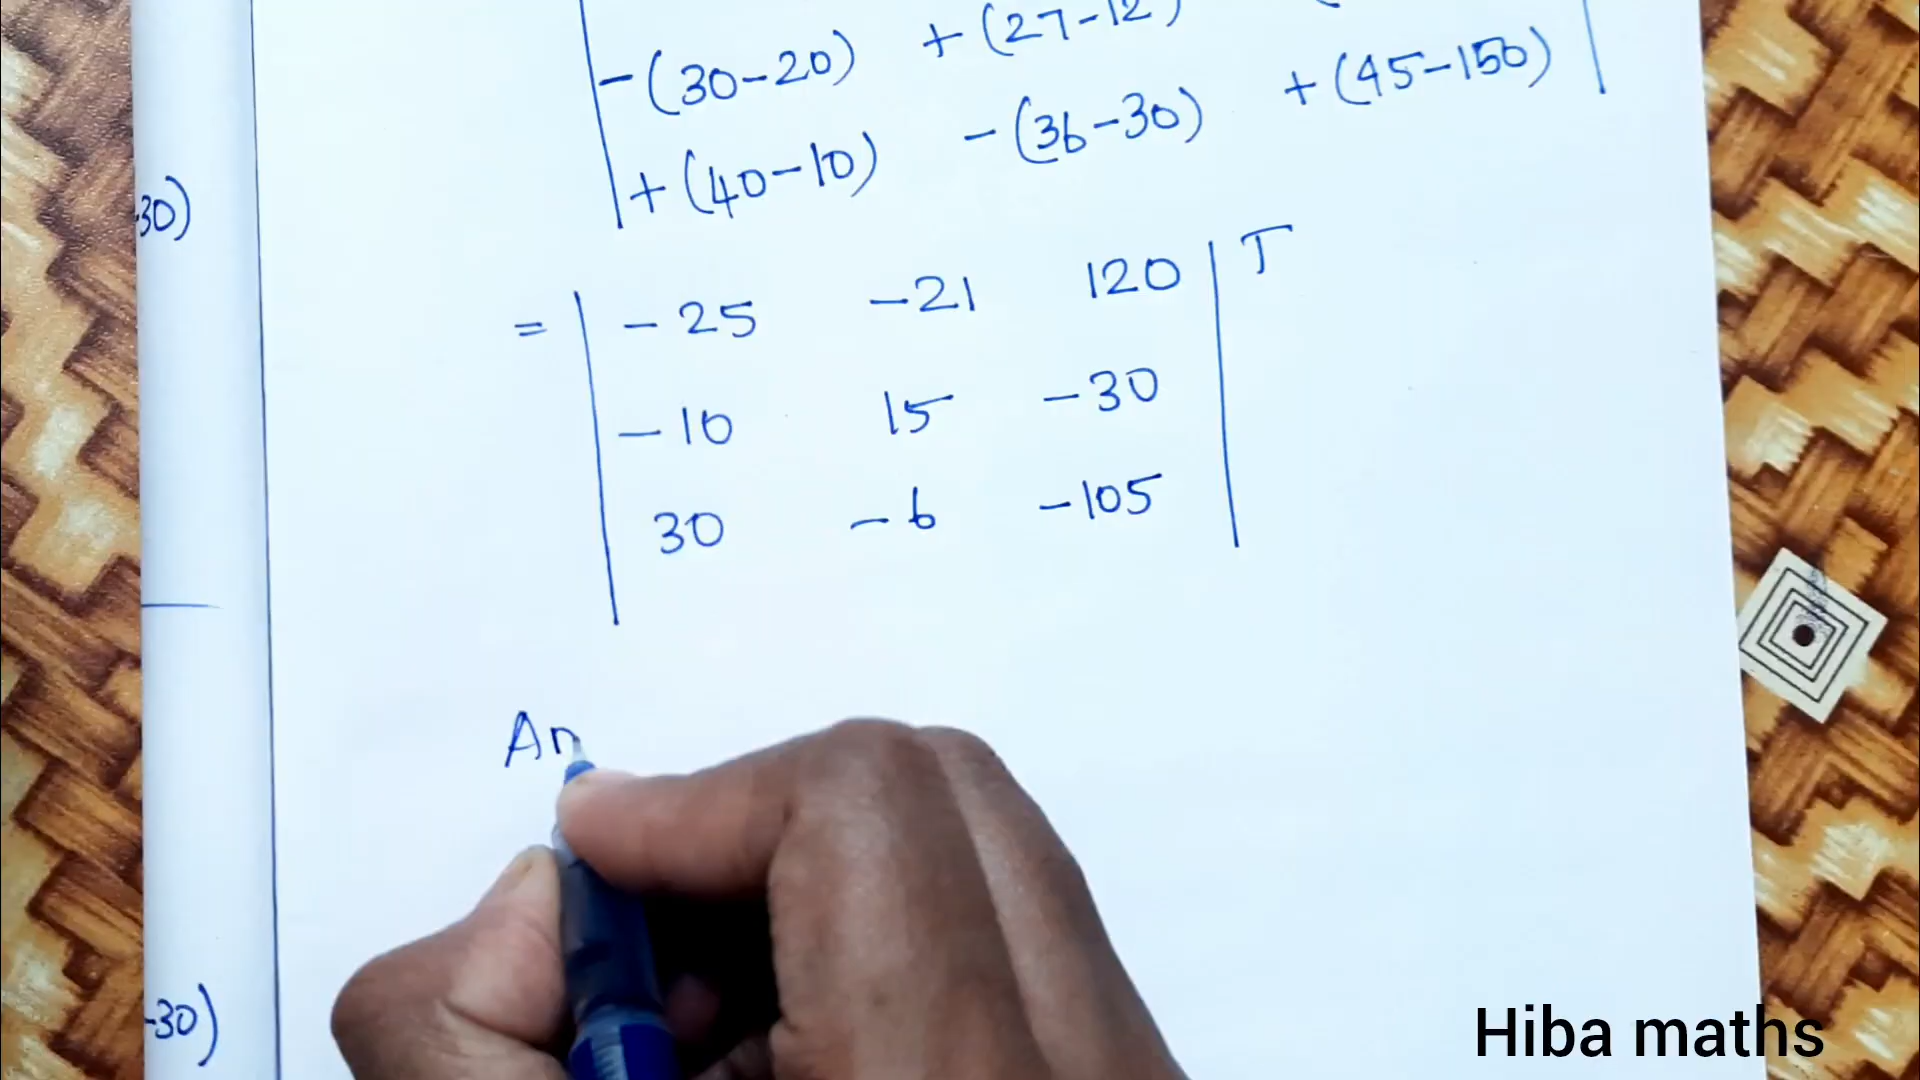 -(30-20) +(27-12)
+(40-10) -(36-30) +(45-150)
= | -25 -21 120 | T
-10 15 -30
30 -6 -105
An
30)
-30)
Hiba maths